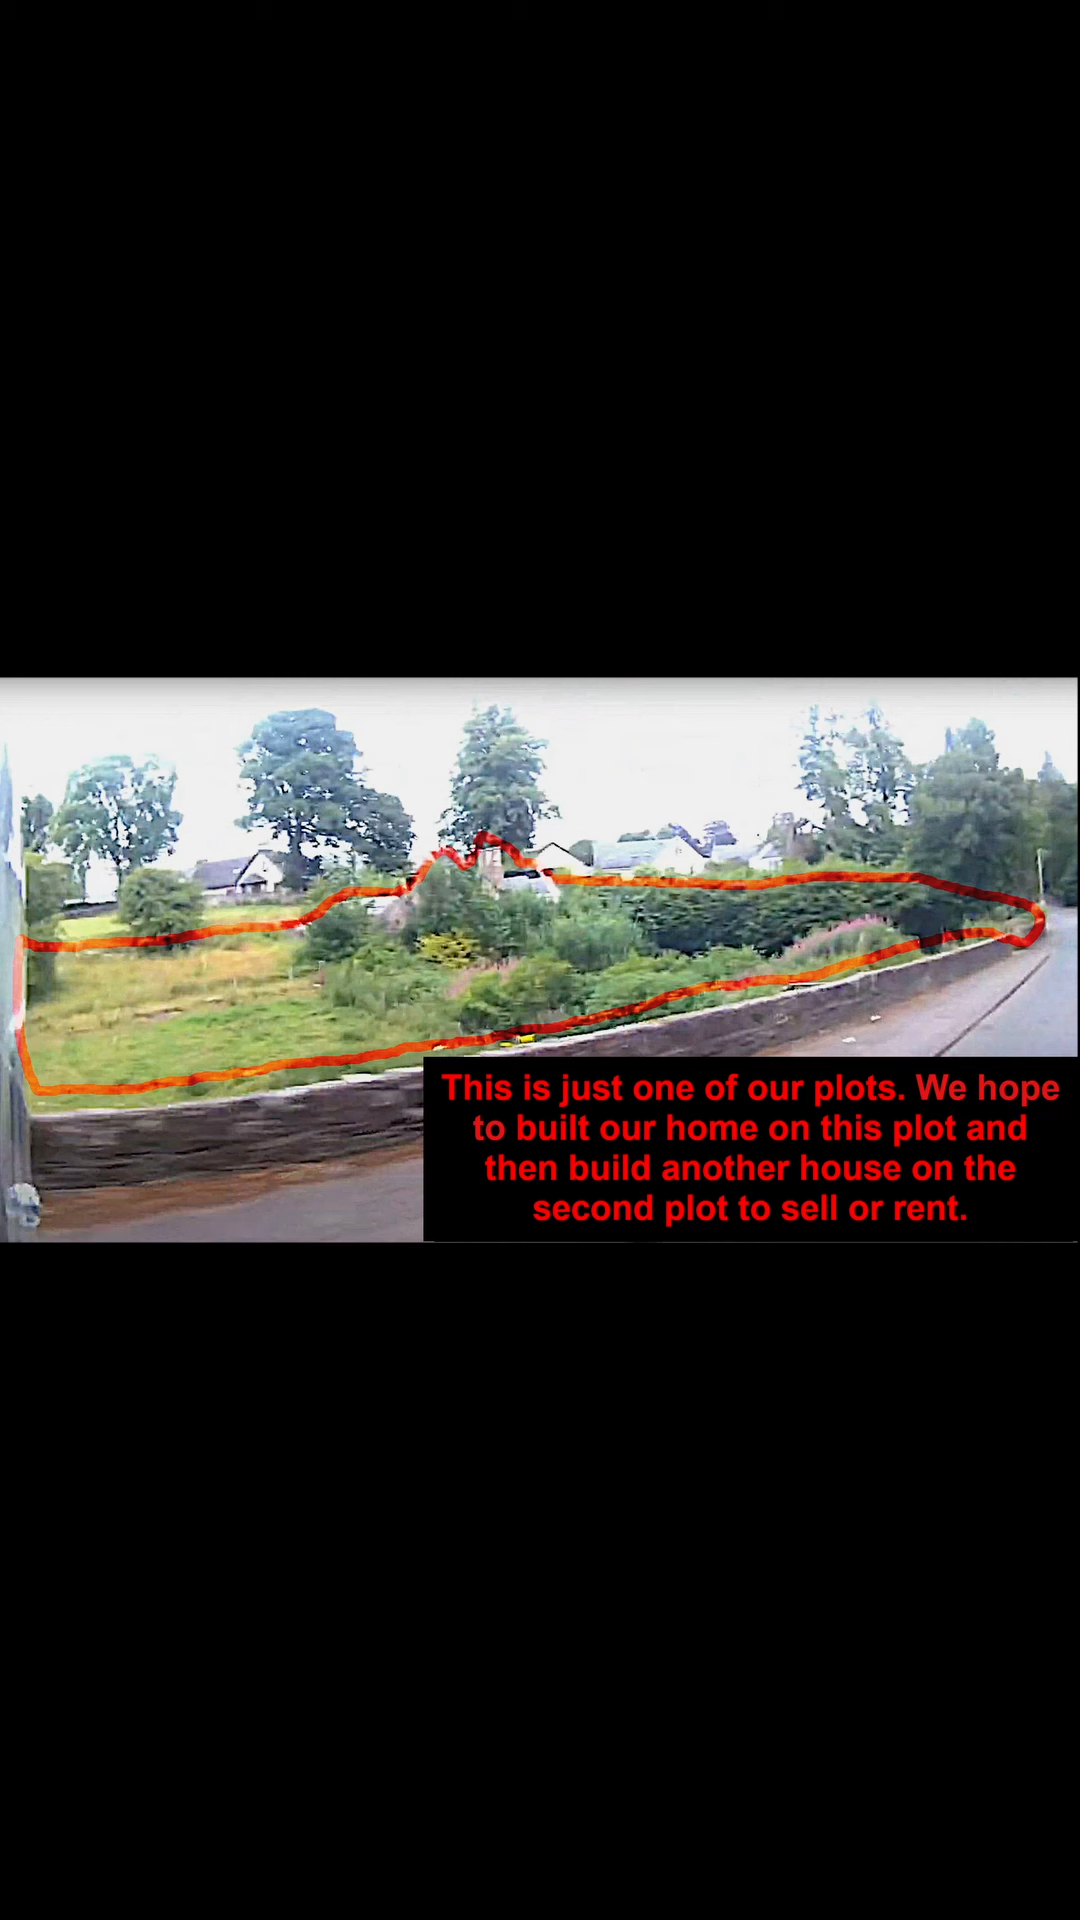 This is just one of our plots. We hope
to built our home on this plot and
then build another house on the
second plot to sell or rent.